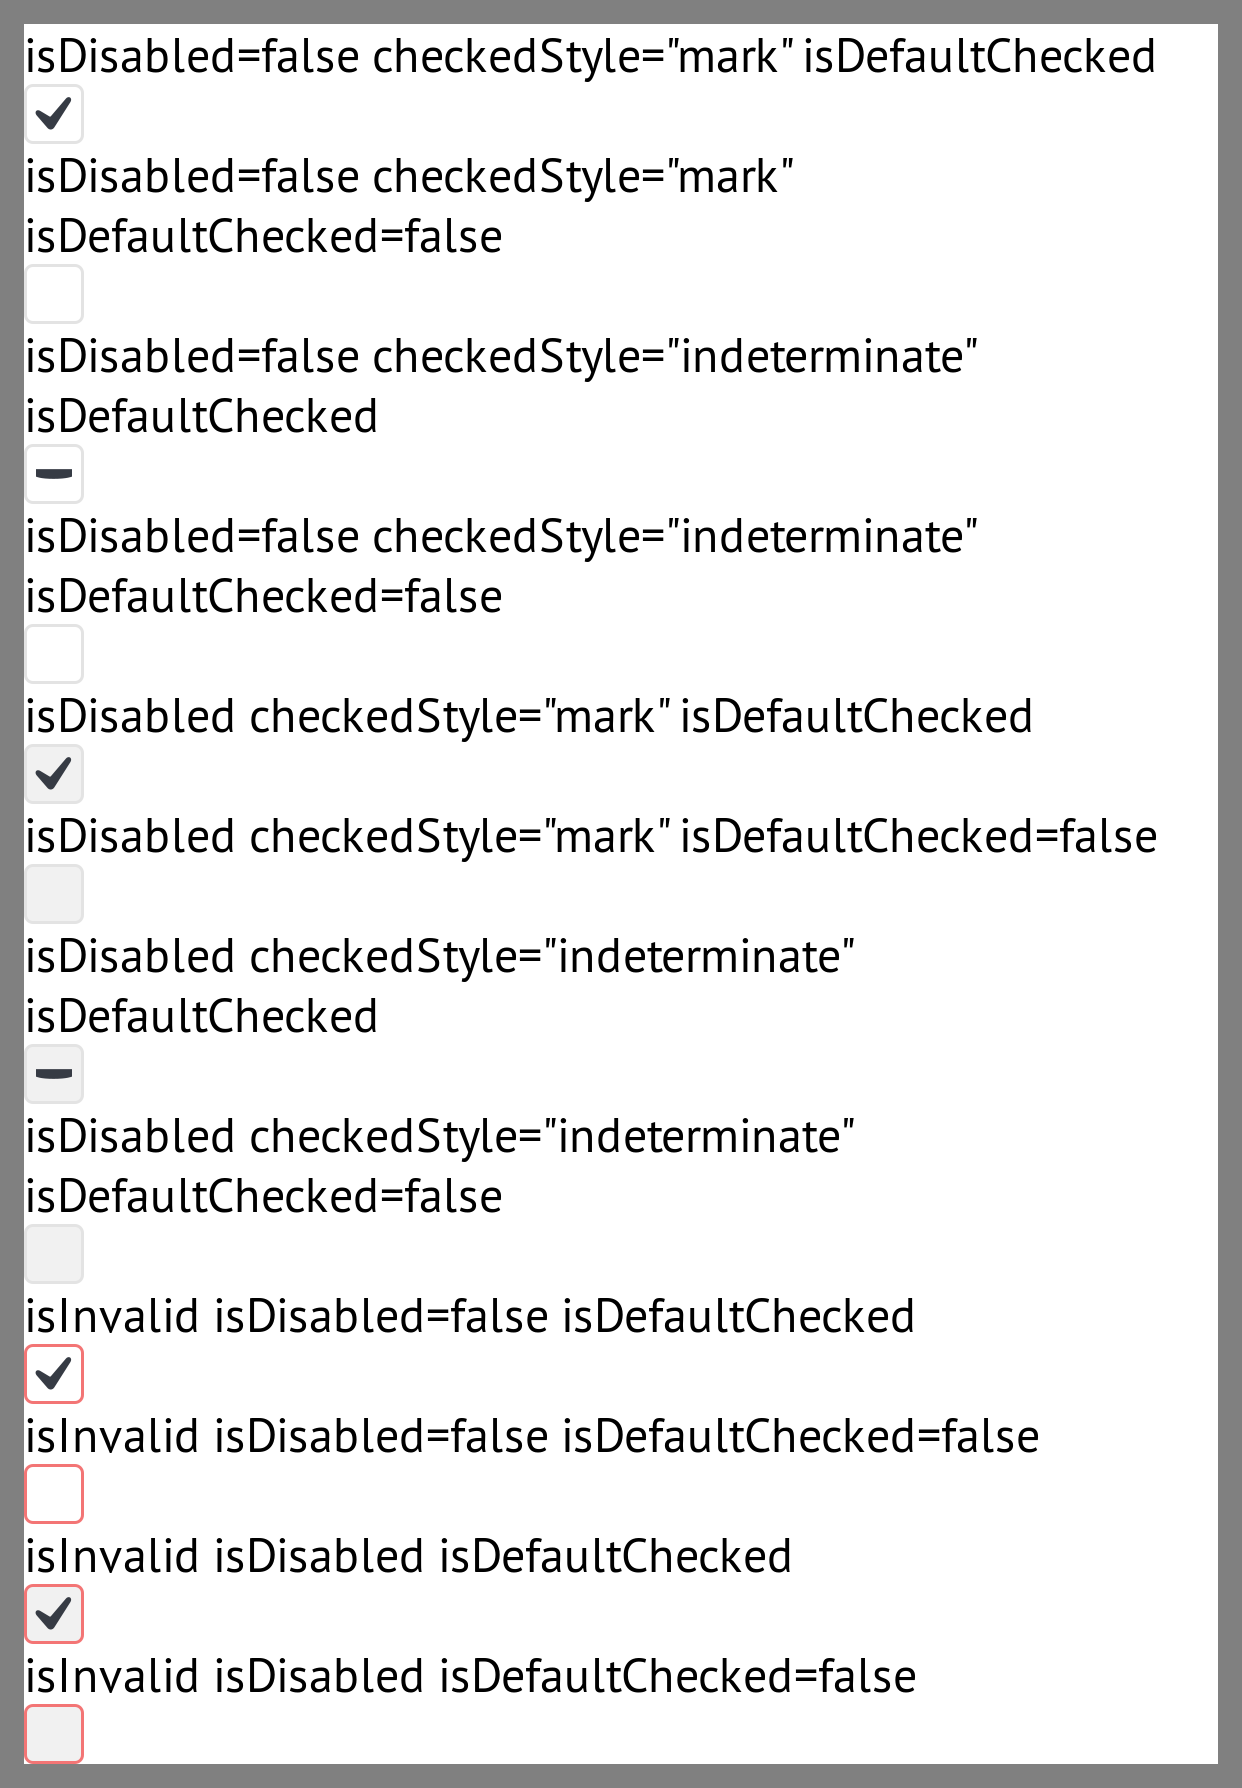 isDisabled=false checkedStyle="mark" isDefaultChecked
isDisabled=false checkedStyle="mark"
isDefaultChecked=false
isDisabled=false checkedStyle="indeterminate"
isDefaultChecked
isDisabled=false checkedStyle="indeterminate"
isDefaultChecked=false
isDisabled checkedStyle="mark" isDefaultChecked
isDisabled checkedStyle="mark" isDefaultChecked=false
isDisabled checkedStyle="indeterminate"
isDefaultChecked
isDisabled checkedStyle="indeterminate"
isDefaultChecked=false
isInvalid isDisabled=false isDefaultChecked
isInvalid isDisabled=false isDefaultChecked=false
isInvalid isDisabled isDefaultChecked
isInvalid isDisabled isDefaultChecked=false